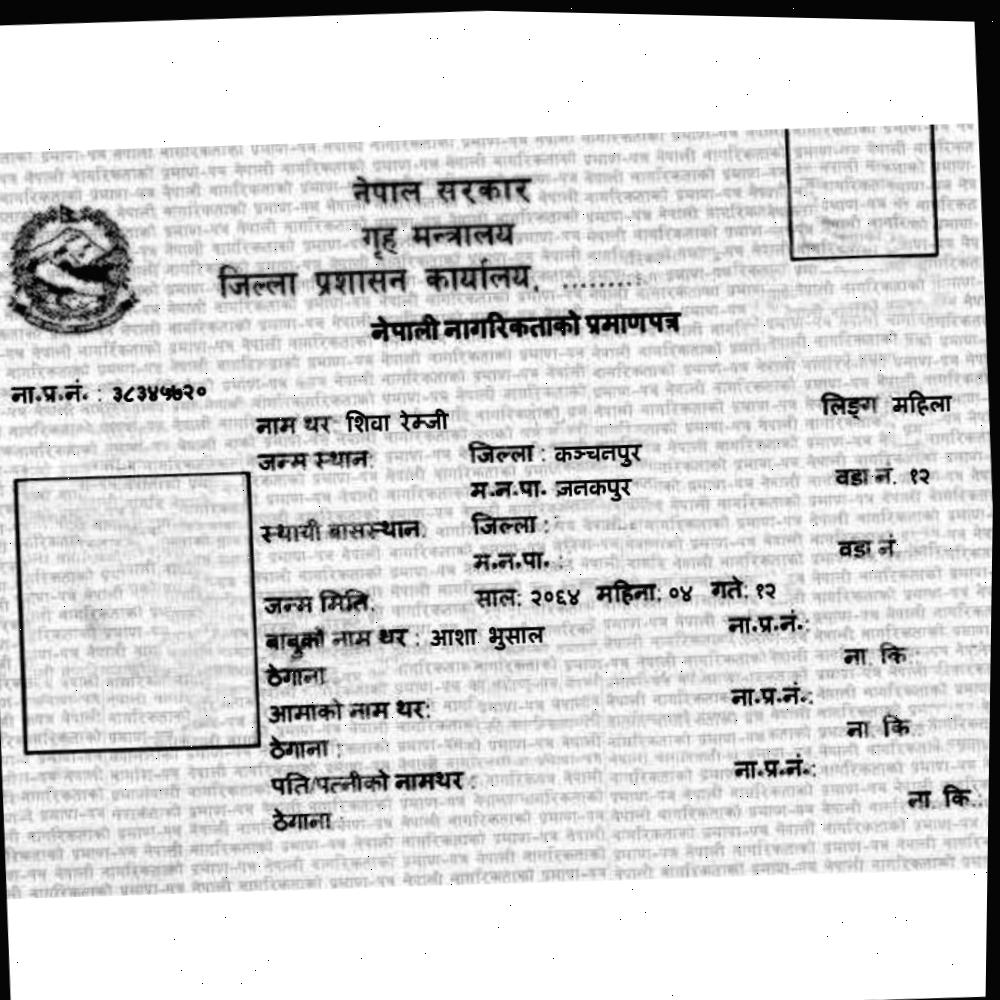 नेपाल सरकार
गृह मन्त्रालय
जिल्ला प्रशासन कार्यालय, .........
नेपाली नागरिकताको प्रमाणपत्र
ना.प्र.नं. : ३८३४५७२०
लिङ्ग महिला
नाम थर शिवा रेम्जी
जन्म स्थान: जिल्ला : कञ्चनपुर
म.न.पा. जनकपुर वडा नं. १२
स्थायी बासस्थान: जिल्ला :
म.न.पा. : वडा नं.
जन्म मिति: साल: २०६४ महिना: ०४ गते: १२
बाबुको नाम थर : आशा भुसाल ना.प्र.नं.:
ठेगाना ना. कि.:
आमाको नाम थर: ना.प्र.नं.:
ठेगाना : ना. कि.:
पति/पत्नीको नामथर : ना.प्र.नं.:
ठेगाना : ना. कि.: